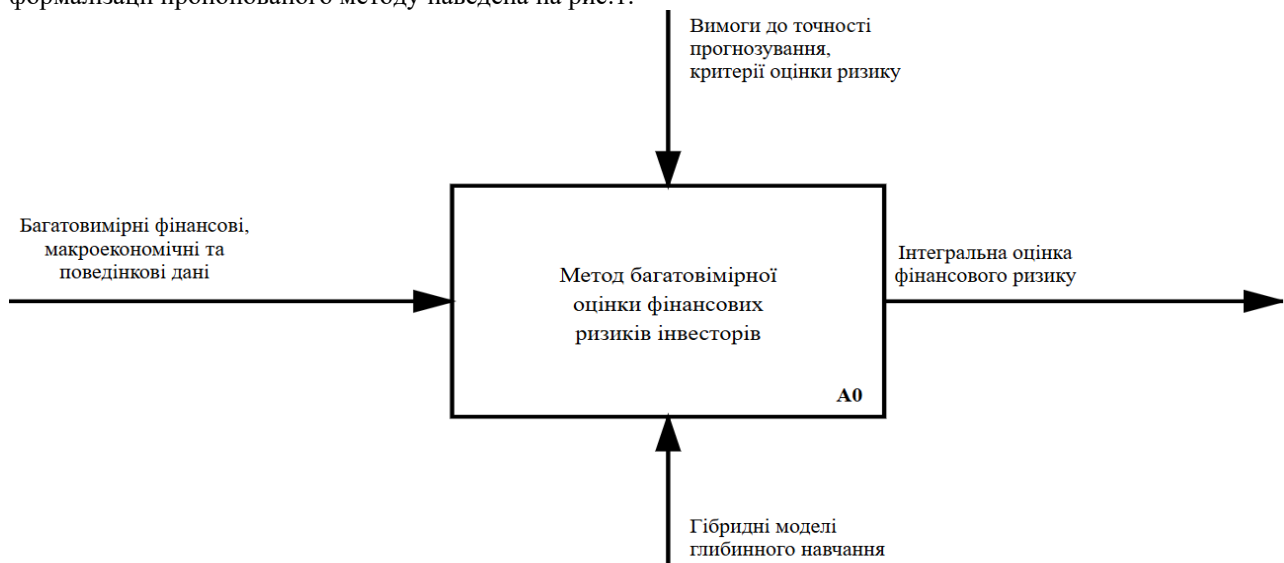 формалізації пропонованого методу наведена на рис.1.
Вимоги до точності
прогнозування,
критерії оцінки ризику
Багатовимірні фінансові,
макроекономічні та
поведінкові дані
Метод багатовімірної
оцінки фінансових
ризиків інвесторів
A0
Інтегральна оцінка
фінансового ризику
Гібридні моделі
глибинного навчання